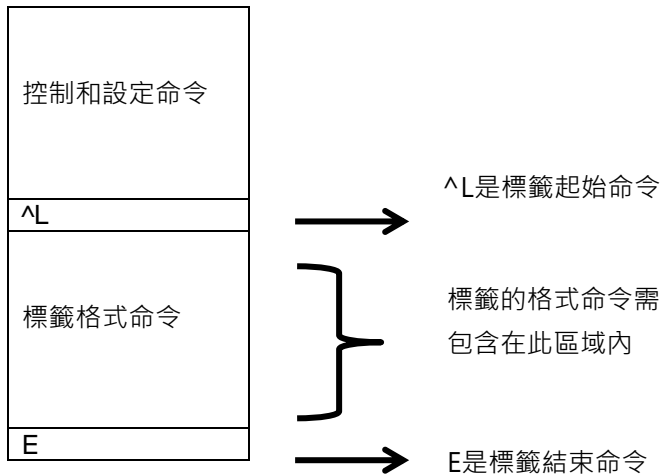 控制和設定命令
^L是標籤起始命令
^L
標籤格式命令
標籤的格式命令需
包含在此區域內
E
E是標籤結束命令